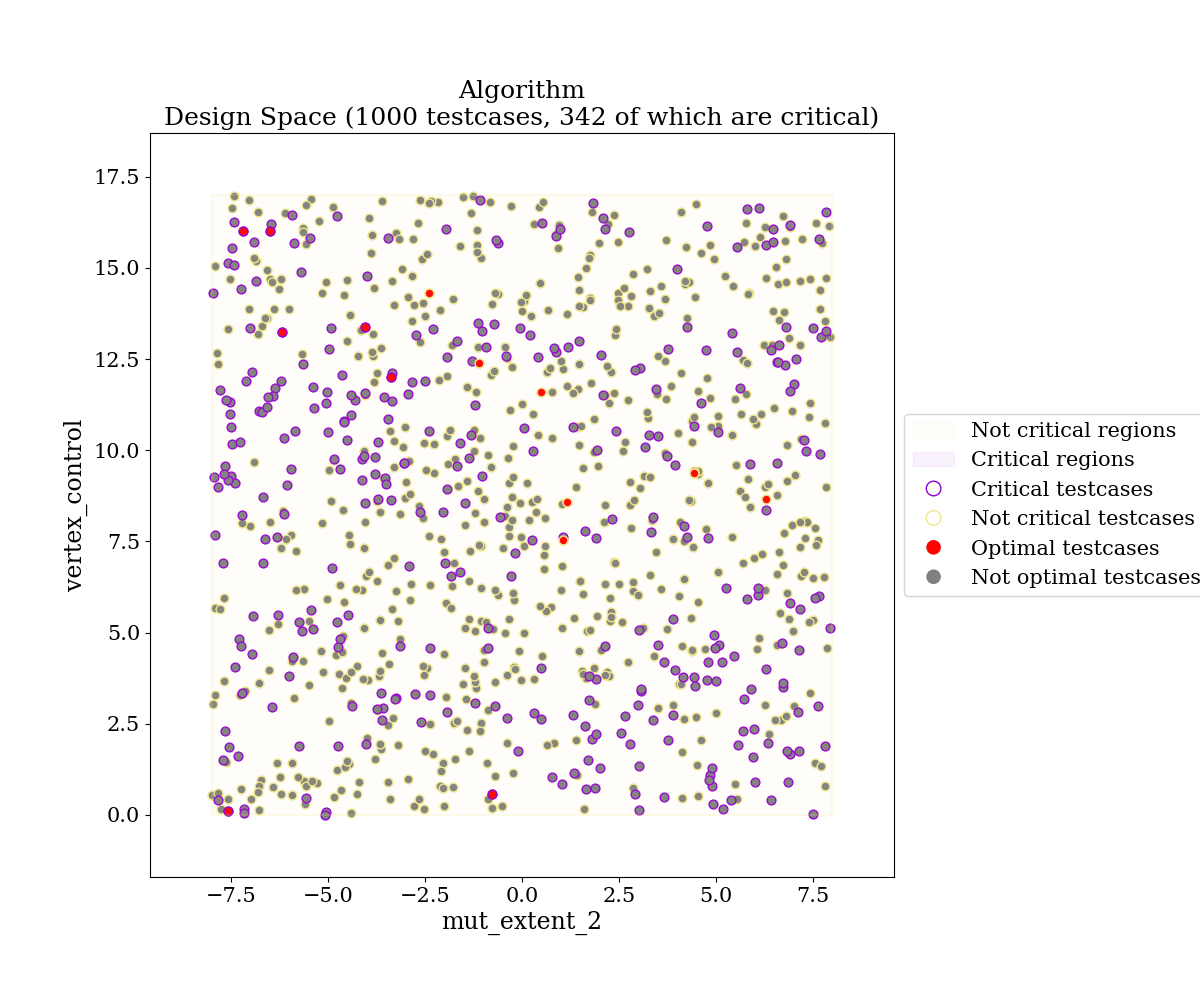 Algorithm
Design Space (1000 testcases, 342 of which are critical)
17.5
15.0
12.5
10.0
7.5
5.0
2.5
0.0
vertex_control
−7.5
−5.0
−2.5
0.0
2.5
5.0
7.5
mut_extent_2
Not critical regions
Critical regions
Critical testcases
Not critical testcases
Optimal testcases
Not optimal testcases